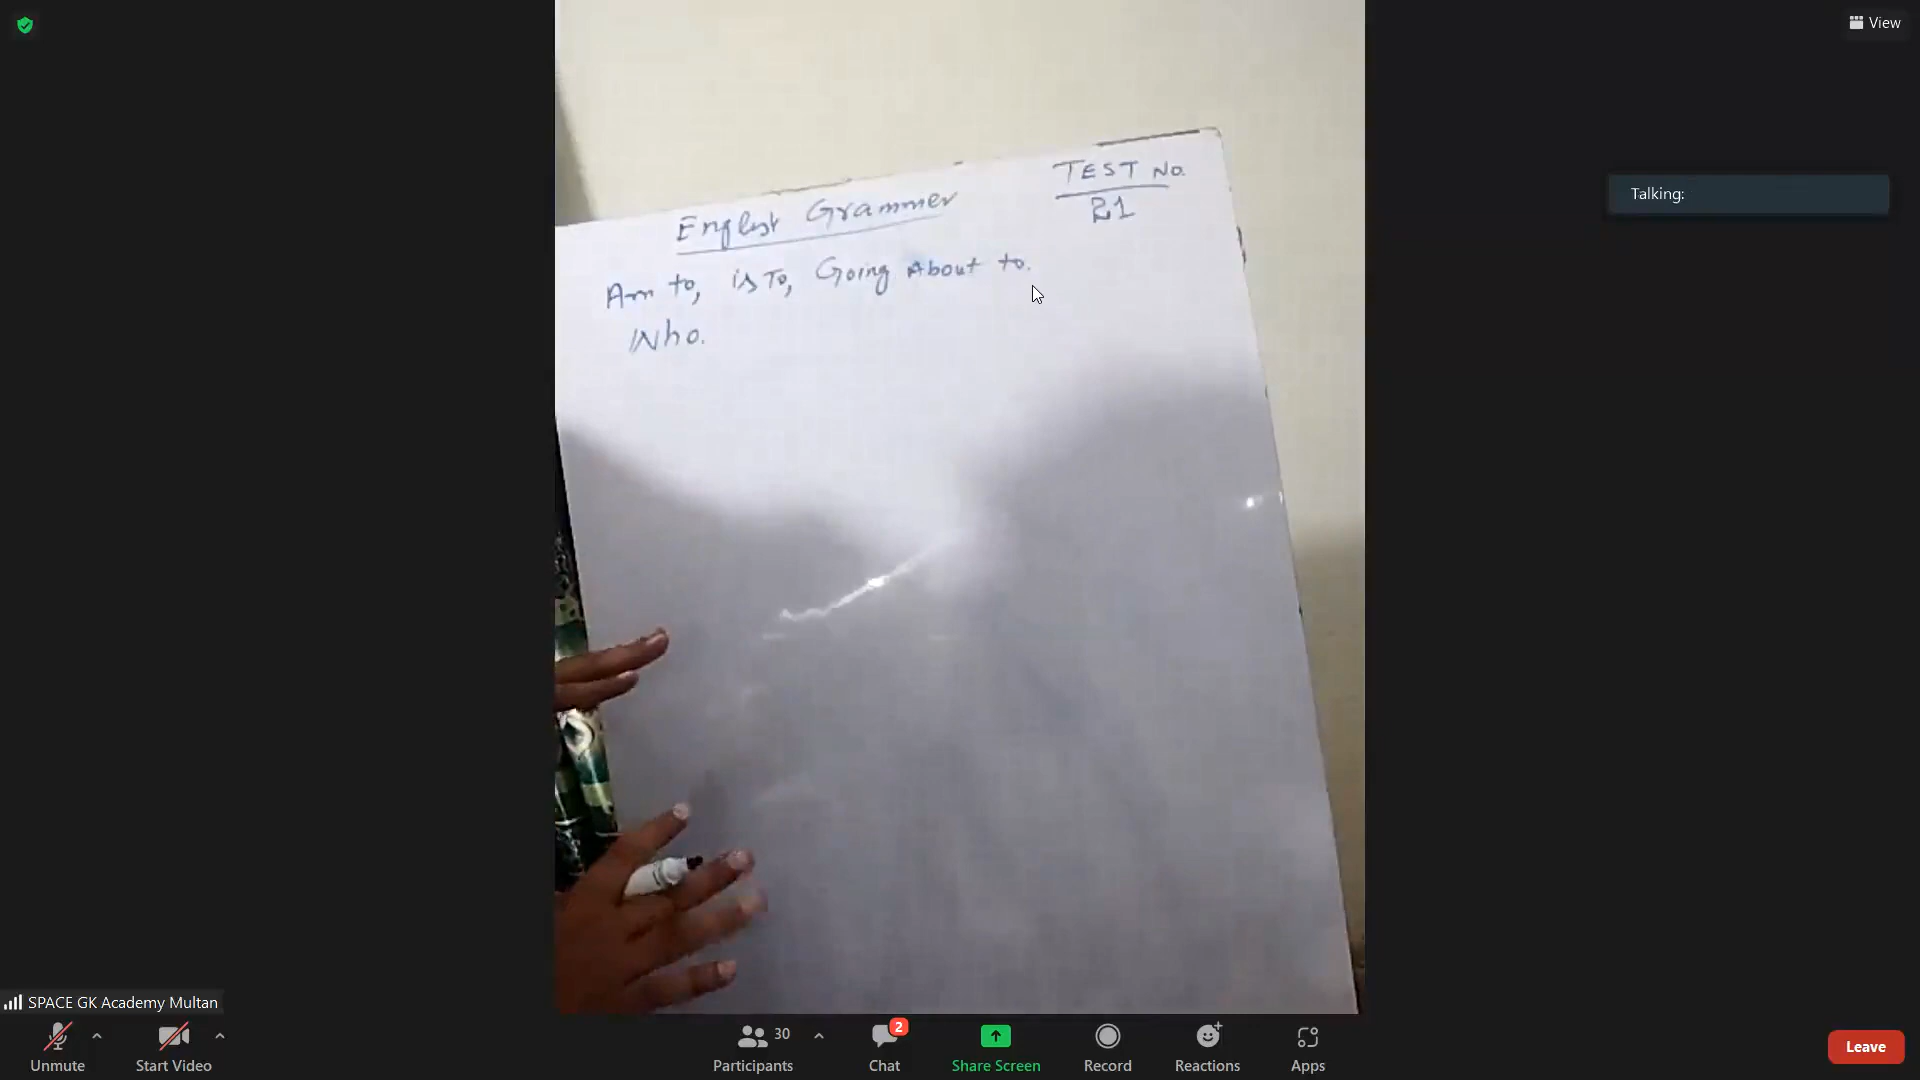 View
TEST No.
21
Talking:
English Grammer
Am to, is To, Going About to.
Who.
SPACE GK Academy Multan
30
2
Unmute
Start Video
Participants
Chat
Share Screen
Record
Reactions
Apps
Leave